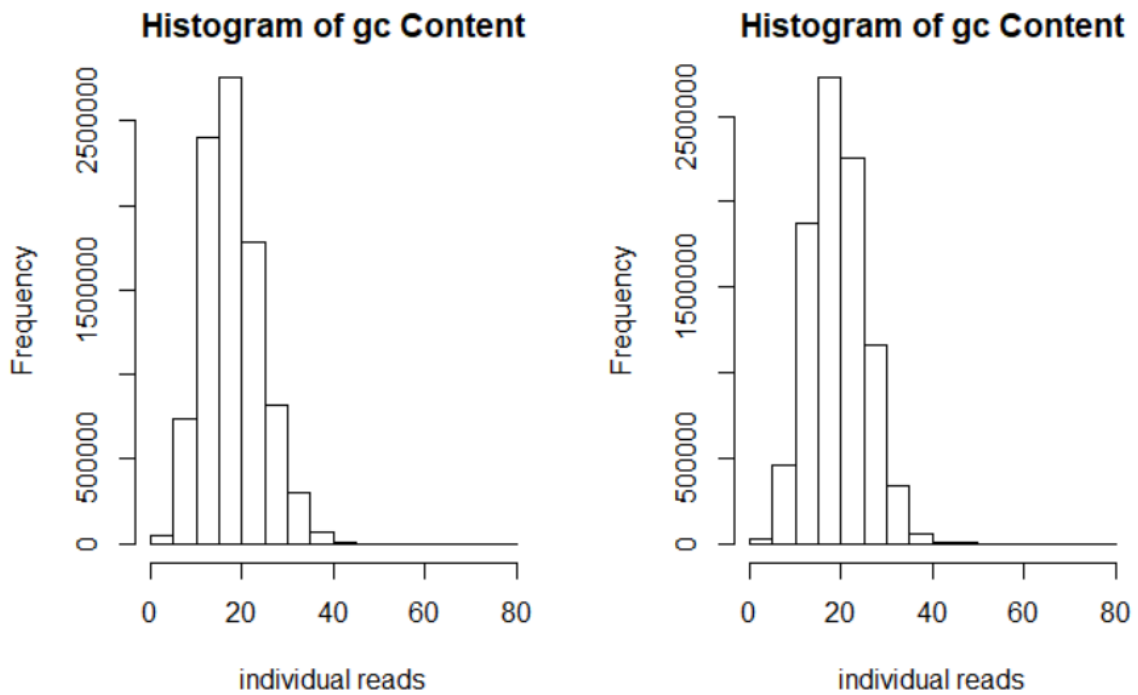 Histogram of gc Content
Frequency
2500000
1500000
500000
0
0 20 40 60 80
individual reads
Histogram of gc Content
Frequency
2500000
1500000
500000
0
0 20 40 60 80
individual reads